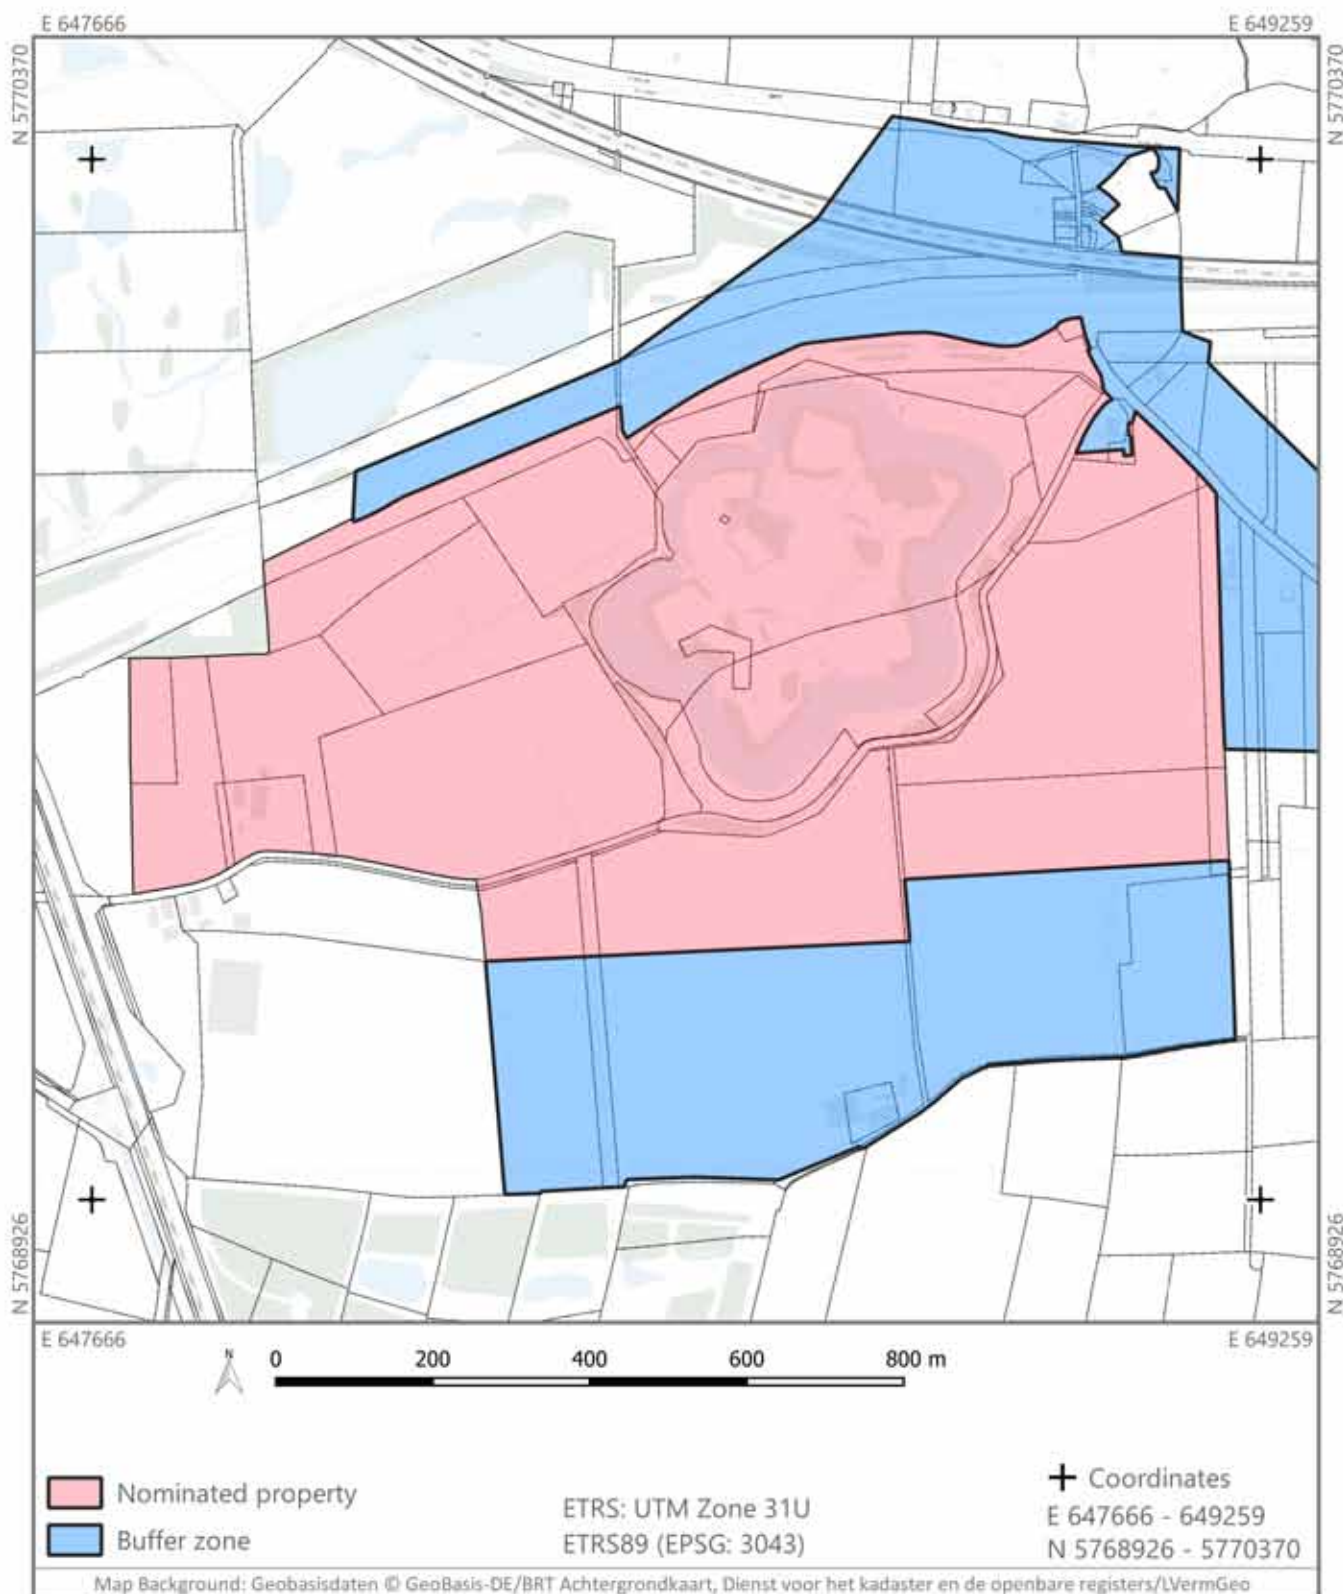 E 647666
E 649259
N 5770370
N 5770370
N 5768926
N 5768926
E 647666
E 649259
N
0 200 400 600 800 m
Nominated property
Buffer zone
ETRS: UTM Zone 31U
ETRS89 (EPSG: 3043)
Coordinates
E 647666 - 649259
N 5768926 - 5770370
Map Background: Geobasisdaten © GeoBasis-DE/BRT Achtergrondkaart, Dienst voor het kadaster en de openbare registers/LVermGeo